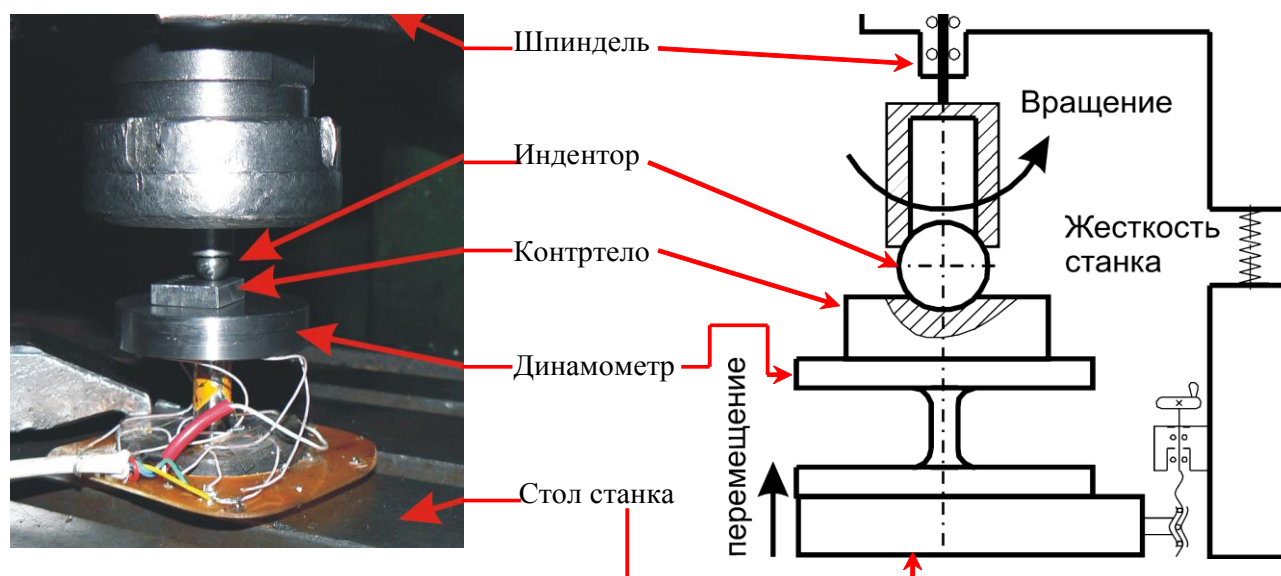 Шпиндель
Вращение
Индентор
Жесткость
станка
Контртело
Динамометр
перемещение
Стол станка